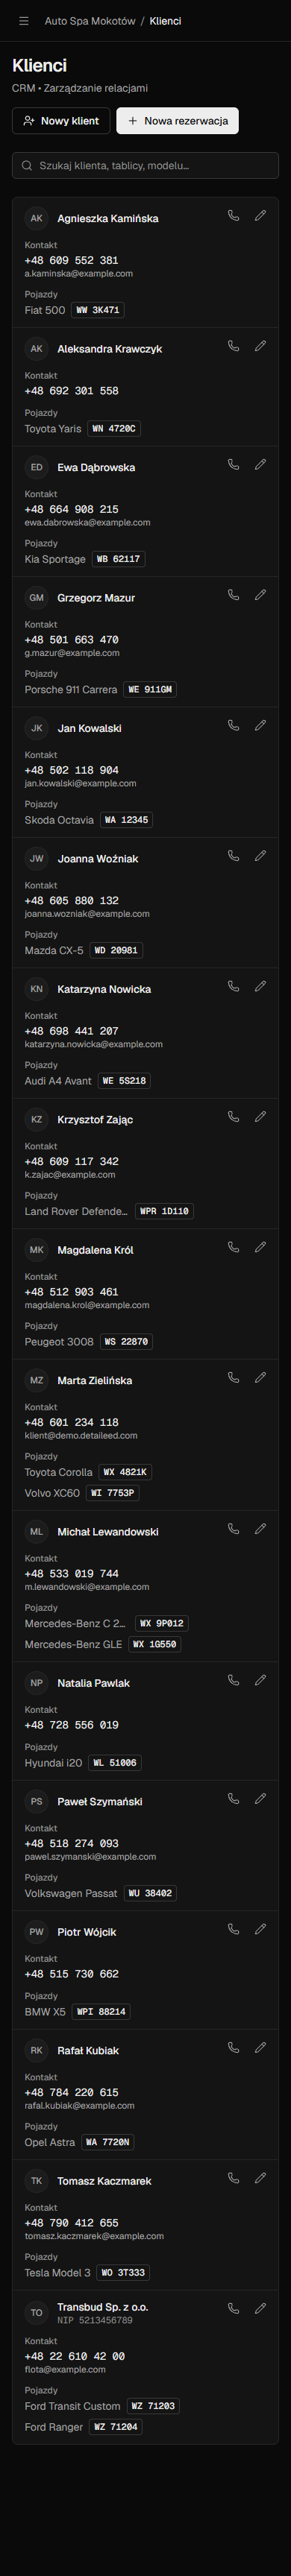 Auto Spa Mokotów / Klienci
Klienci
CRM • Zarządzanie relacjami
Nowy klient
Nowa rezerwacja
Szukaj klienta, tablicy, modelu...
AK Agnieszka Kamińska
Kontakt
+48 609 552 381
a.kaminska@example.com
Pojazdy
Fiat 500 WW 3K471
AK Aleksandra Krawczyk
Kontakt
+48 692 301 558
Pojazdy
Toyota Yaris WN 4720C
ED Ewa Dąbrowska
Kontakt
+48 664 908 215
ewa.dabrowska@example.com
Pojazdy
Kia Sportage WB 62117
GM Grzegorz Mazur
Kontakt
+48 501 663 470
g.mazur@example.com
Pojazdy
Porsche 911 Carrera WE 911GM
JK Jan Kowalski
Kontakt
+48 502 118 904
jan.kowalski@example.com
Pojazdy
Skoda Octavia WA 12345
JW Joanna Woźniak
Kontakt
+48 605 880 132
joanna.wozniak@example.com
Pojazdy
Mazda CX-5 WD 20981
KN Katarzyna Nowicka
Kontakt
+48 698 441 207
katarzyna.nowicka@example.com
Pojazdy
Audi A4 Avant WE 5S218
KZ Krzysztof Zając
Kontakt
+48 609 117 342
k.zajac@example.com
Pojazdy
Land Rover Defende... WPR 1D110
MK Magdalena Król
Kontakt
+48 512 903 461
magdalena.krol@example.com
Pojazdy
Peugeot 3008 WS 22870
MZ Marta Zielińska
Kontakt
+48 601 234 118
klient@demo.detaileed.com
Pojazdy
Toyota Corolla WX 4821K
Volvo XC60 WI 7753P
ML Michał Lewandowski
Kontakt
+48 533 019 744
m.lewandowski@example.com
Pojazdy
Mercedes-Benz C 2... WX 9P012
Mercedes-Benz GLE WX 1G550
NP Natalia Pawlak
Kontakt
+48 728 556 019
Pojazdy
Hyundai i20 WL 51006
PS Paweł Szymański
Kontakt
+48 518 274 093
pawel.szymanski@example.com
Pojazdy
Volkswagen Passat WU 38402
PW Piotr Wójcik
Kontakt
+48 515 730 662
Pojazdy
BMW X5 WPI 88214
RK Rafał Kubiak
Kontakt
+48 784 220 615
rafal.kubiak@example.com
Pojazdy
Opel Astra WA 7720N
TK Tomasz Kaczmarek
Kontakt
+48 790 412 655
tomasz.kaczmarek@example.com
Pojazdy
Tesla Model 3 WO 3T333
TO Transbud Sp. z o.o.
NIP 5213456789
Kontakt
+48 22 610 42 00
flota@example.com
Pojazdy
Ford Transit Custom WZ 71203
Ford Ranger WZ 71204